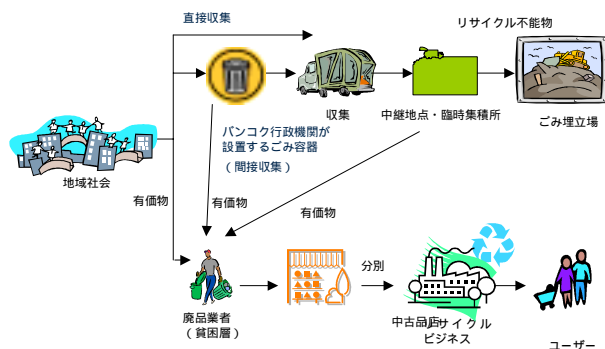 直接収集
リサイクル不能物
収集
中継地点・臨時集積所
ごみ埋立場
バンコク行政機関が
設置するごみ容器
（間接収集）
地域社会
有価物
有価物
有価物
分別
廃品業者
（貧困層）
中古品店
リサイクル
ビジネス
ユーザー